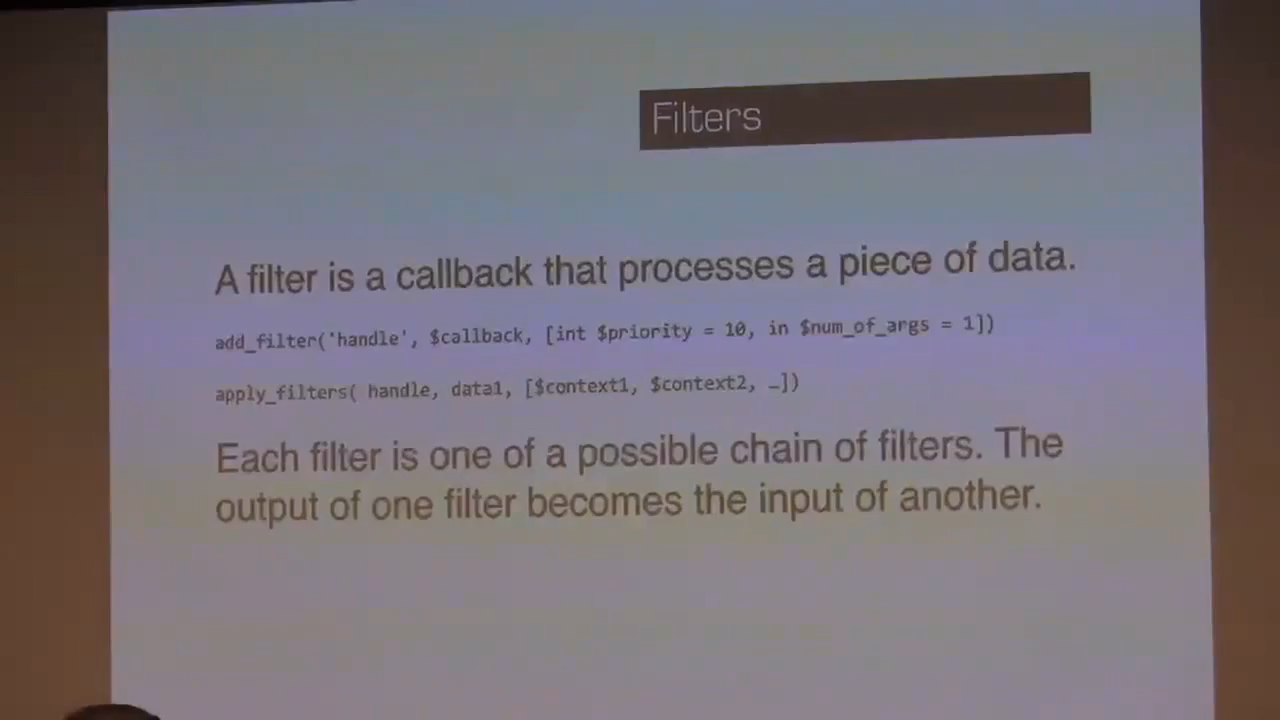 Filters
A filter is a callback that processes a piece of data.
add_filter('handle', $callback, [int $priority = 10, in $num_of_args = 1])
apply_filters( handle, data1, [$context1, $context2, …])
Each filter is one of a possible chain of filters. The
output of one filter becomes the input of another.